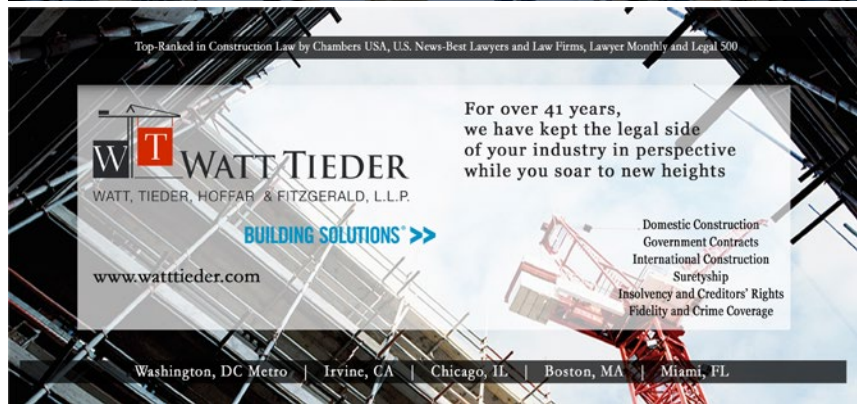 Top-Ranked in Construction Law by Chambers USA, U.S. News-Best Lawyers and Law Firms, Lawyer Monthly and Legal 500
W T WATT TIEDER
WATT, TIEDER, HOFFAR & FITZGERALD, L.L.P.
BUILDING SOLUTIONS® >>
www.watttieder.com
For over 41 years,
we have kept the legal side
of your industry in perspective
while you soar to new heights
Domestic Construction
Government Contracts
International Construction
Suretyship
Insolvency and Creditors' Rights
Fidelity and Crime Coverage
Washington, DC Metro | Irvine, CA | Chicago, IL | Boston, MA | Miami, FL